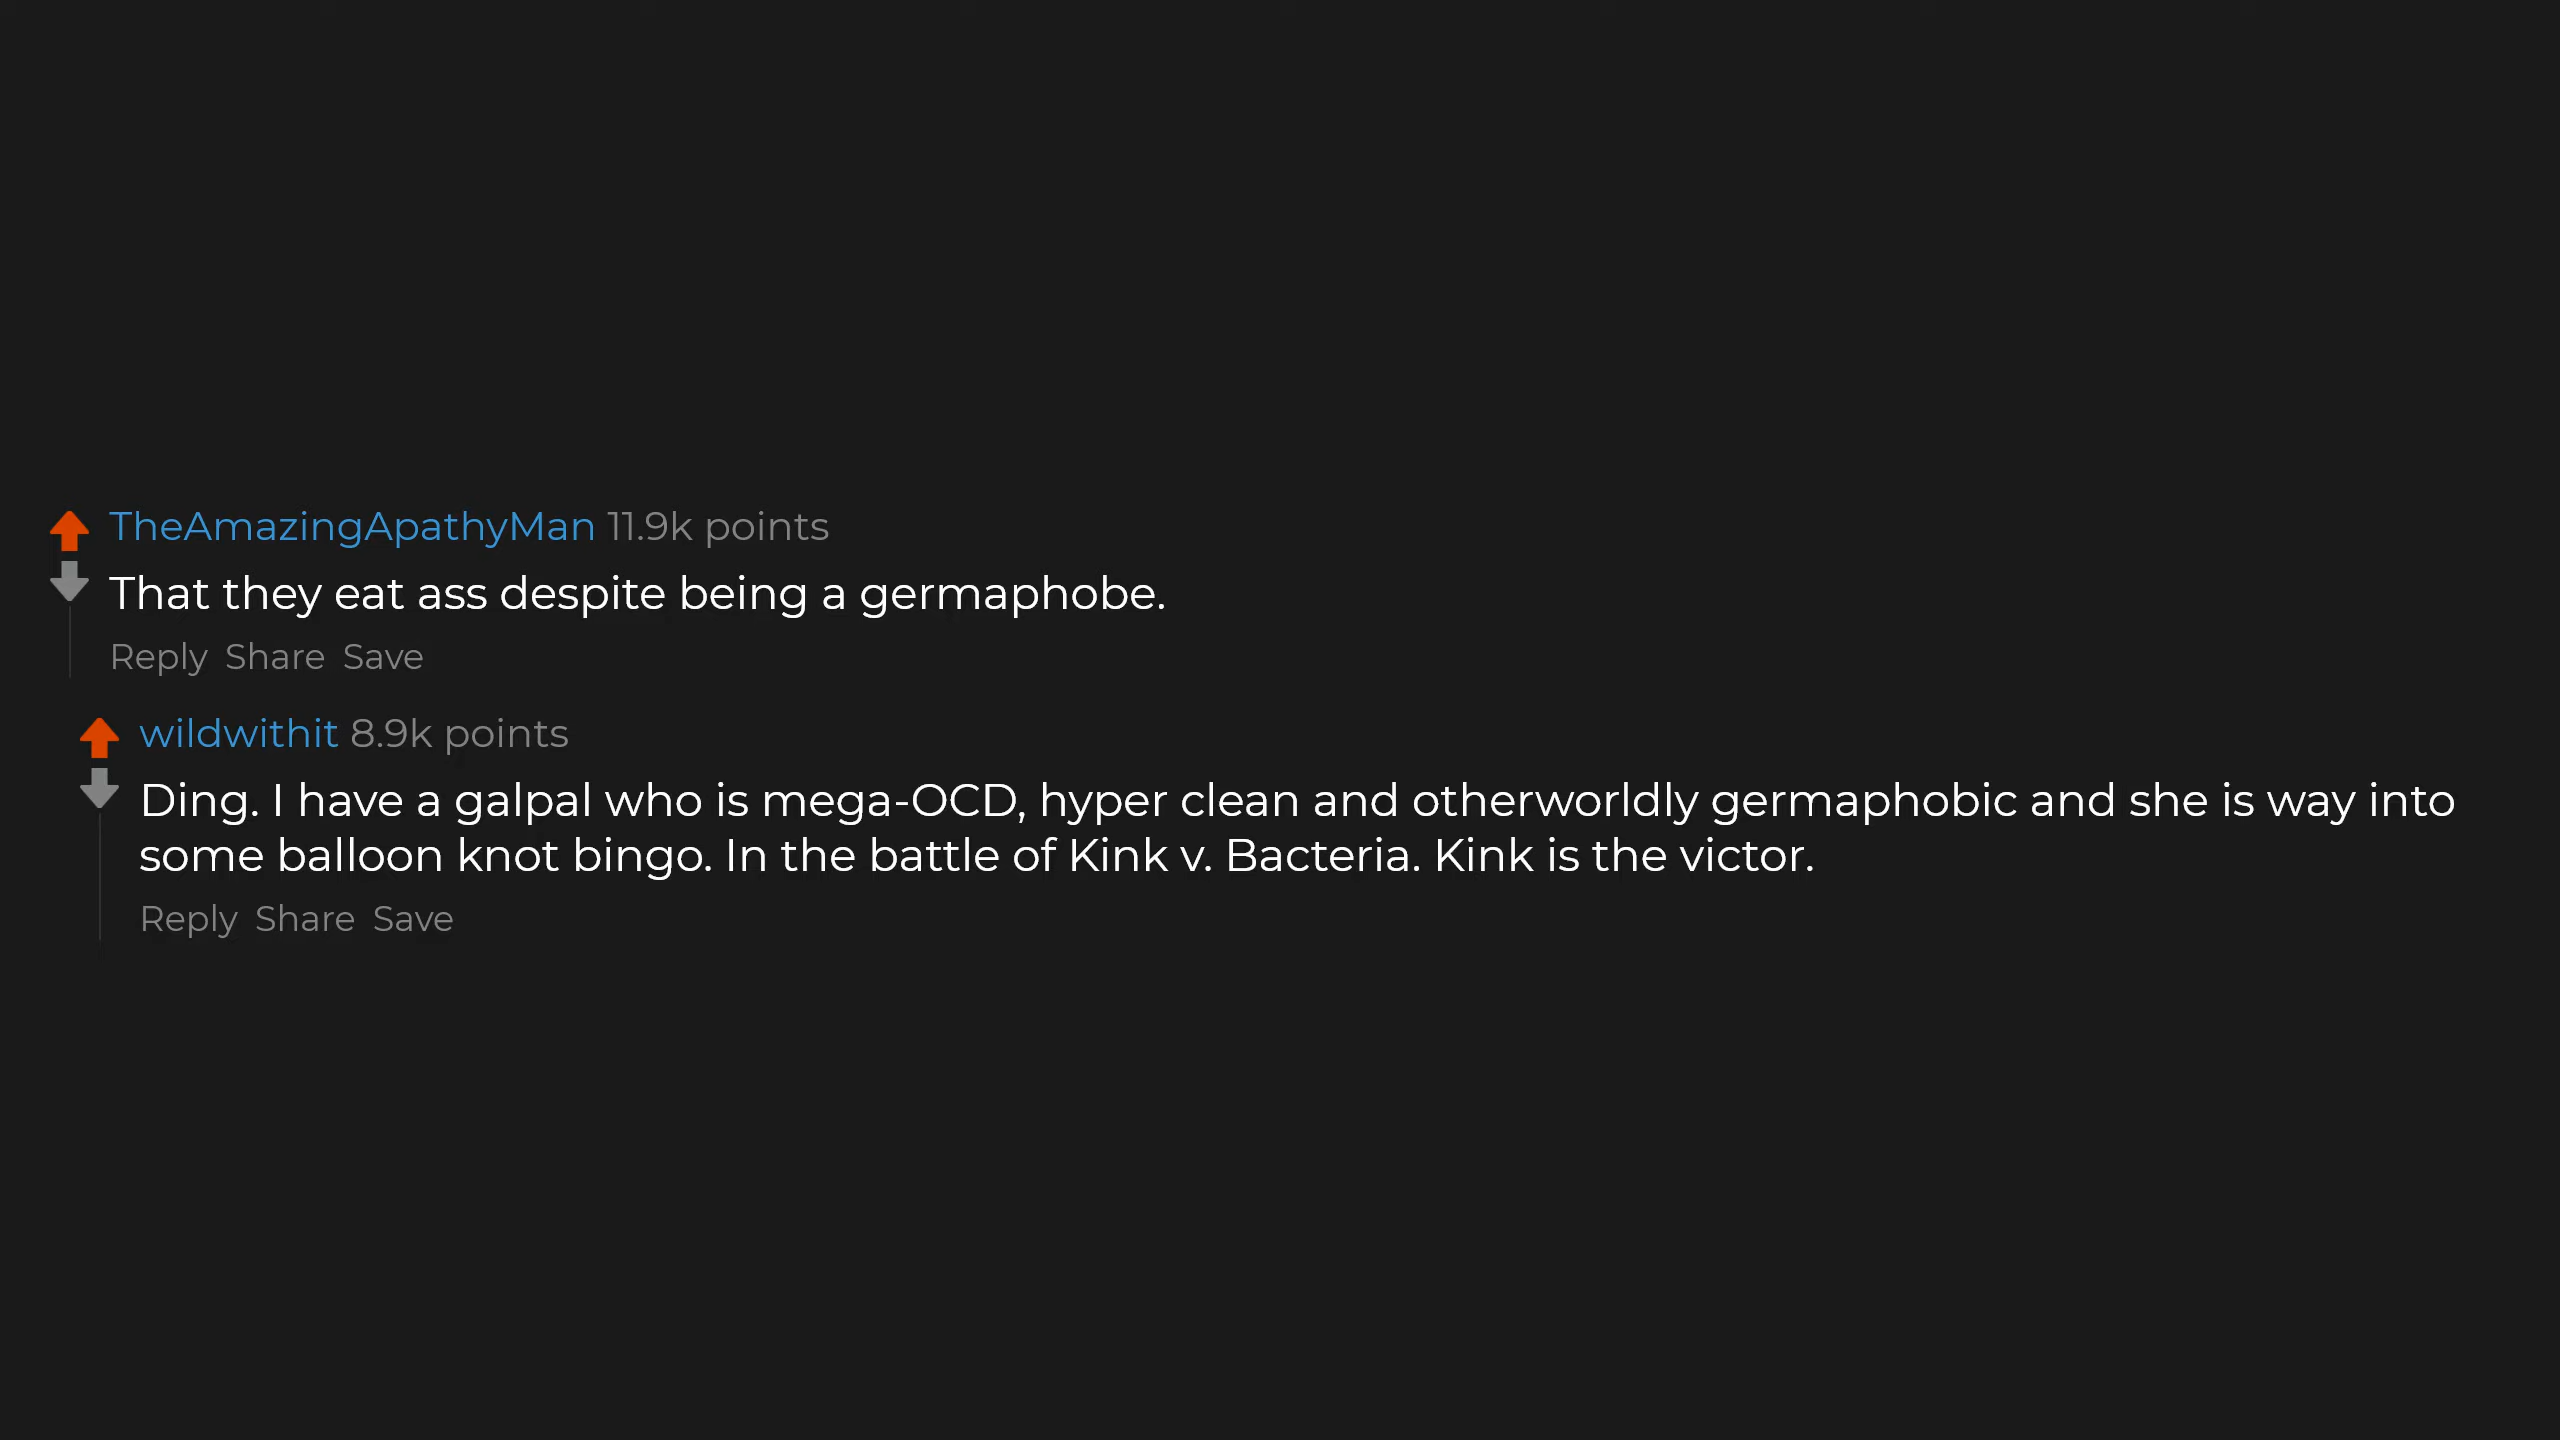 TheAmazingApathyMan 11.9k points
That they eat ass despite being a germaphobe.
Reply Share Save
wildwithit 8.9k points
Ding. I have a galpal who is mega-OCD, hyper clean and otherworldly germaphobic and she is way into
some balloon knot bingo. In the battle of Kink v. Bacteria. Kink is the victor.
Reply Share Save